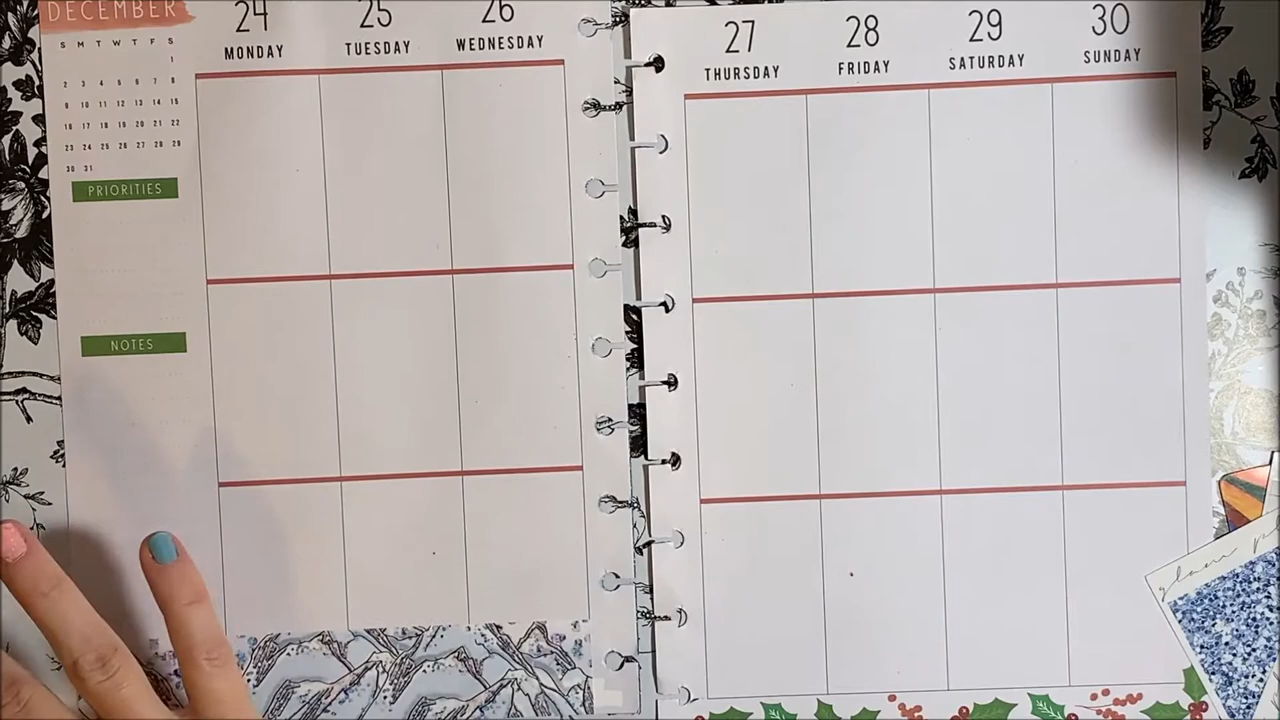 DECEMBER
S M T W T F S
1
2 3 4 5 6 7 8
9 10 11 12 13 14 15
16 17 18 19 20 21 22
23 24 25 26 27 28 29
30 31
PRIORITIES
NOTES
24 25 26
MONDAY TUESDAY WEDNESDAY
27 28 29 30
THURSDAY FRIDAY SATURDAY SUNDAY
glam